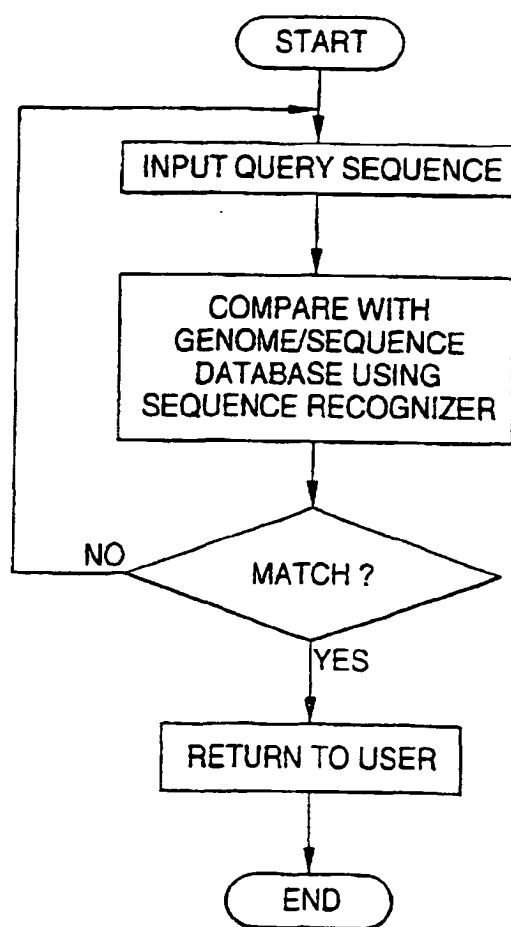 START
INPUT QUERY SEQUENCE
COMPARE WITH
GENOME/SEQUENCE
DATABASE USING
SEQUENCE RECOGNIZER
NO
MATCH ?
YES
RETURN TO USER
END